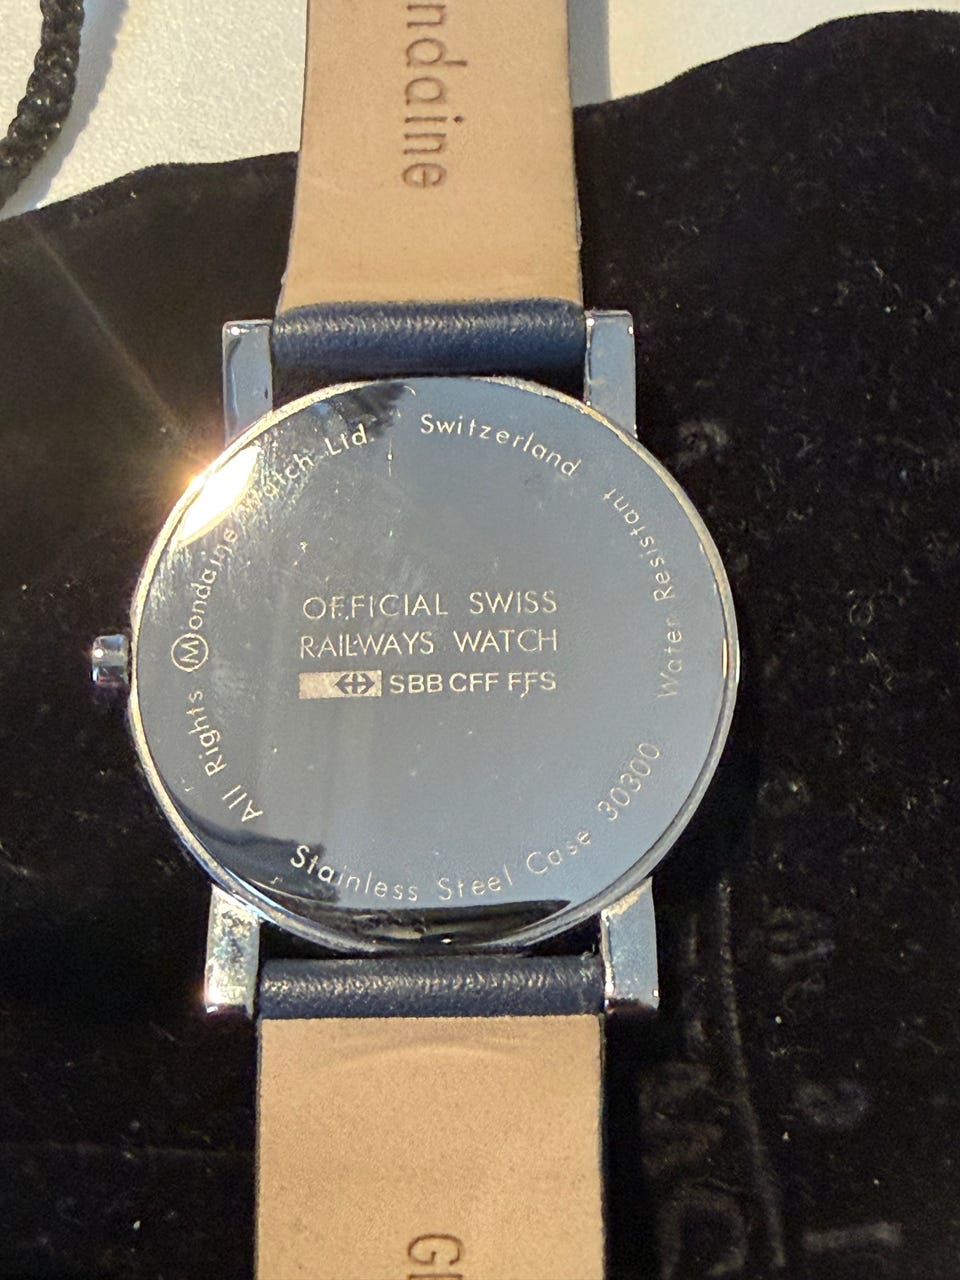 ndaine
Switzerland
Water Resistant
30300
Stainless Steel Case
All Rights Mondaine Watch Ltd.
OFFICIAL SWISS
RAILWAYS WATCH
SBB CFF FFS